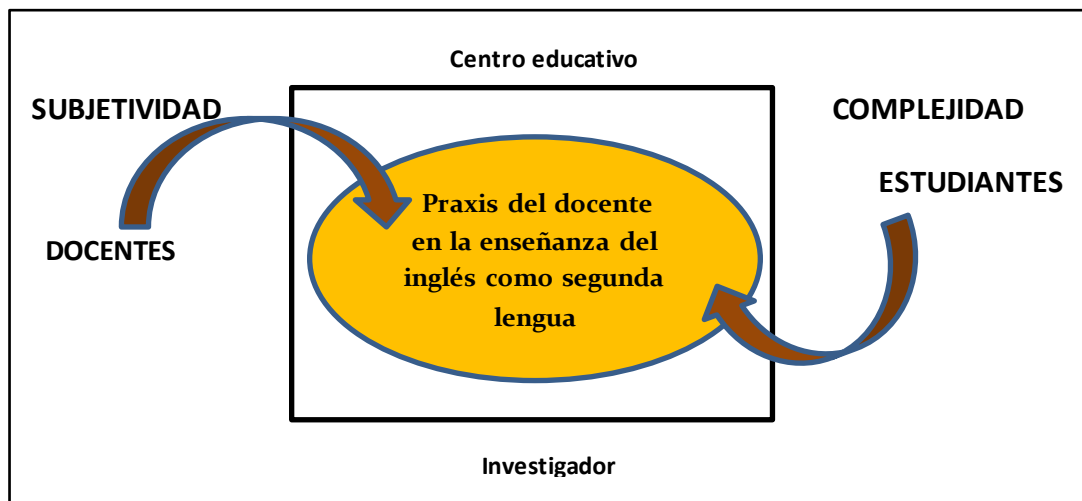 Centro educativo
SUBJETIVIDAD
COMPLEJIDAD
ESTUDIANTES
DOCENTES
Praxis del docente
en la enseñanza del
inglés como segunda
lengua
Investigador